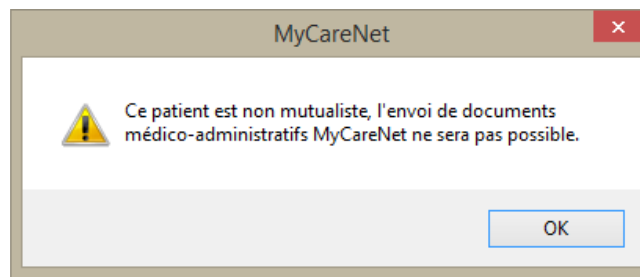 MyCareNet
Ce patient est non mutualiste, l'envoi de documents
médico-administratifs MyCareNet ne sera pas possible.
OK